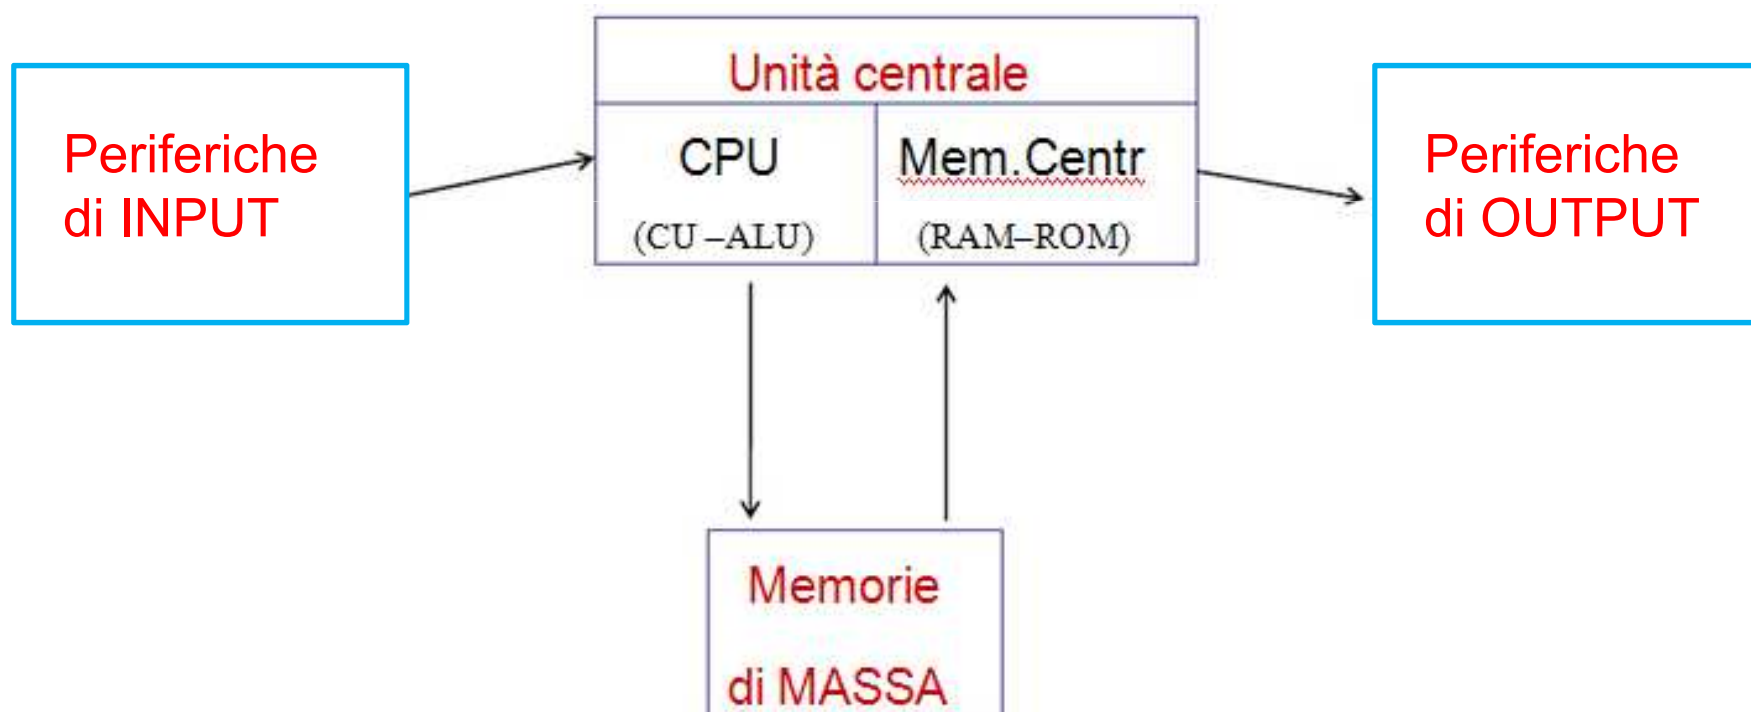 Periferiche
di INPUT
Unità centrale
CPU
(CU –ALU)
Mem.Centr
(RAM–ROM)
Periferiche
di OUTPUT
Memorie
di MASSA